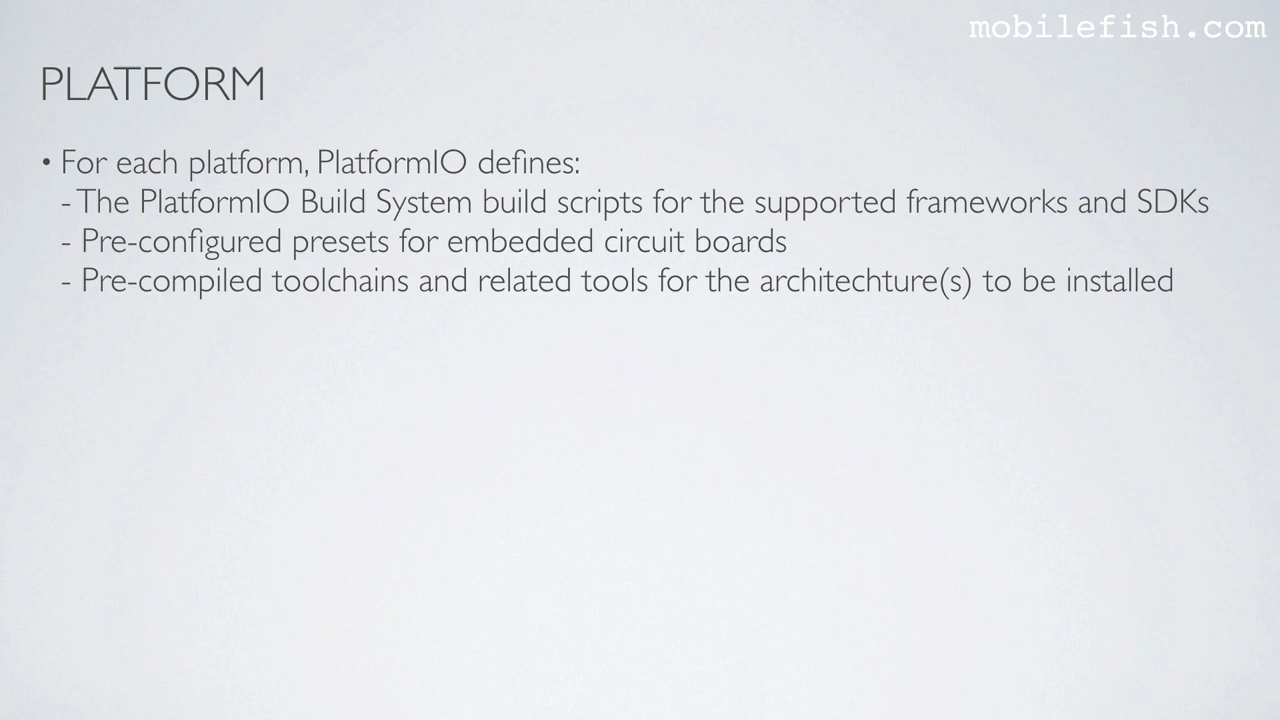 mobilefish.com
PLATFORM
• For each platform, PlatformIO defines:
- The PlatformIO Build System build scripts for the supported frameworks and SDKs
- Pre-configured presets for embedded circuit boards
- Pre-compiled toolchains and related tools for the architechture(s) to be installed